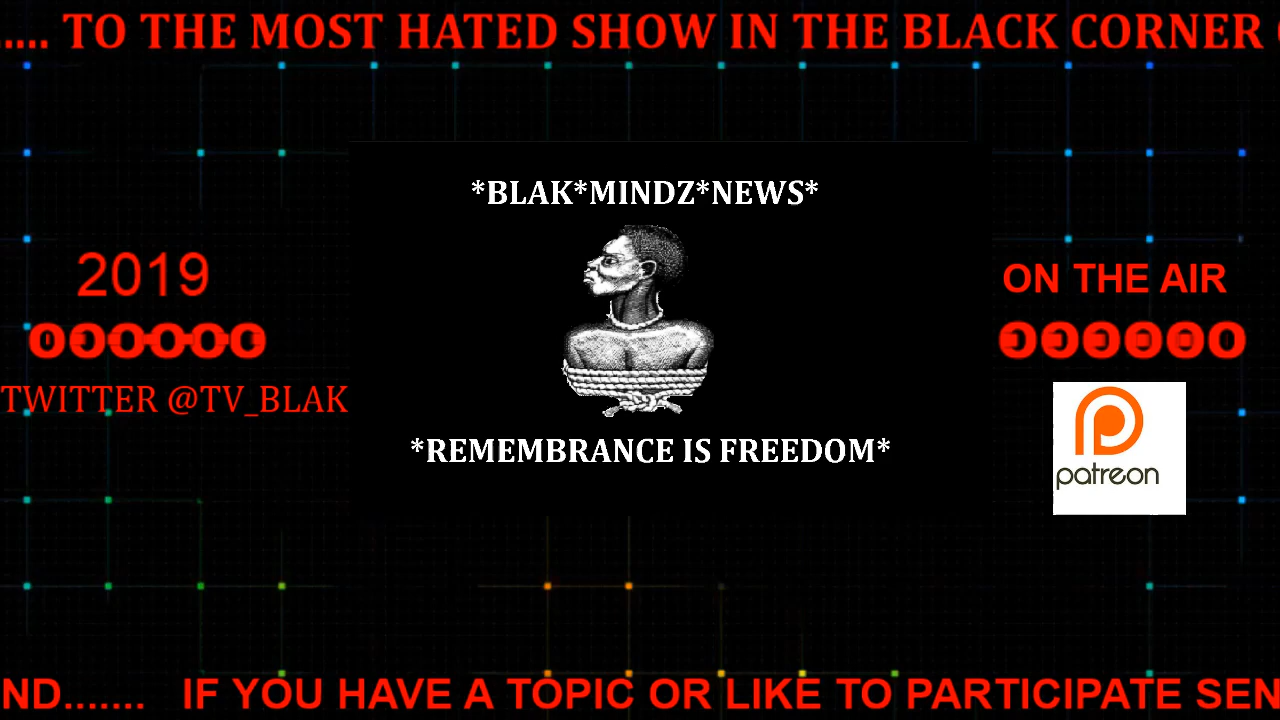 ..... TO THE MOST HATED SHOW IN THE BLACK CORNER
*BLAK*MINDZ*NEWS*
2019
ON THE AIR
TWITTER @TV_BLAK
patreon
*REMEMBRANCE IS FREEDOM*
ND....... IF YOU HAVE A TOPIC OR LIKE TO PARTICIPATE SEN